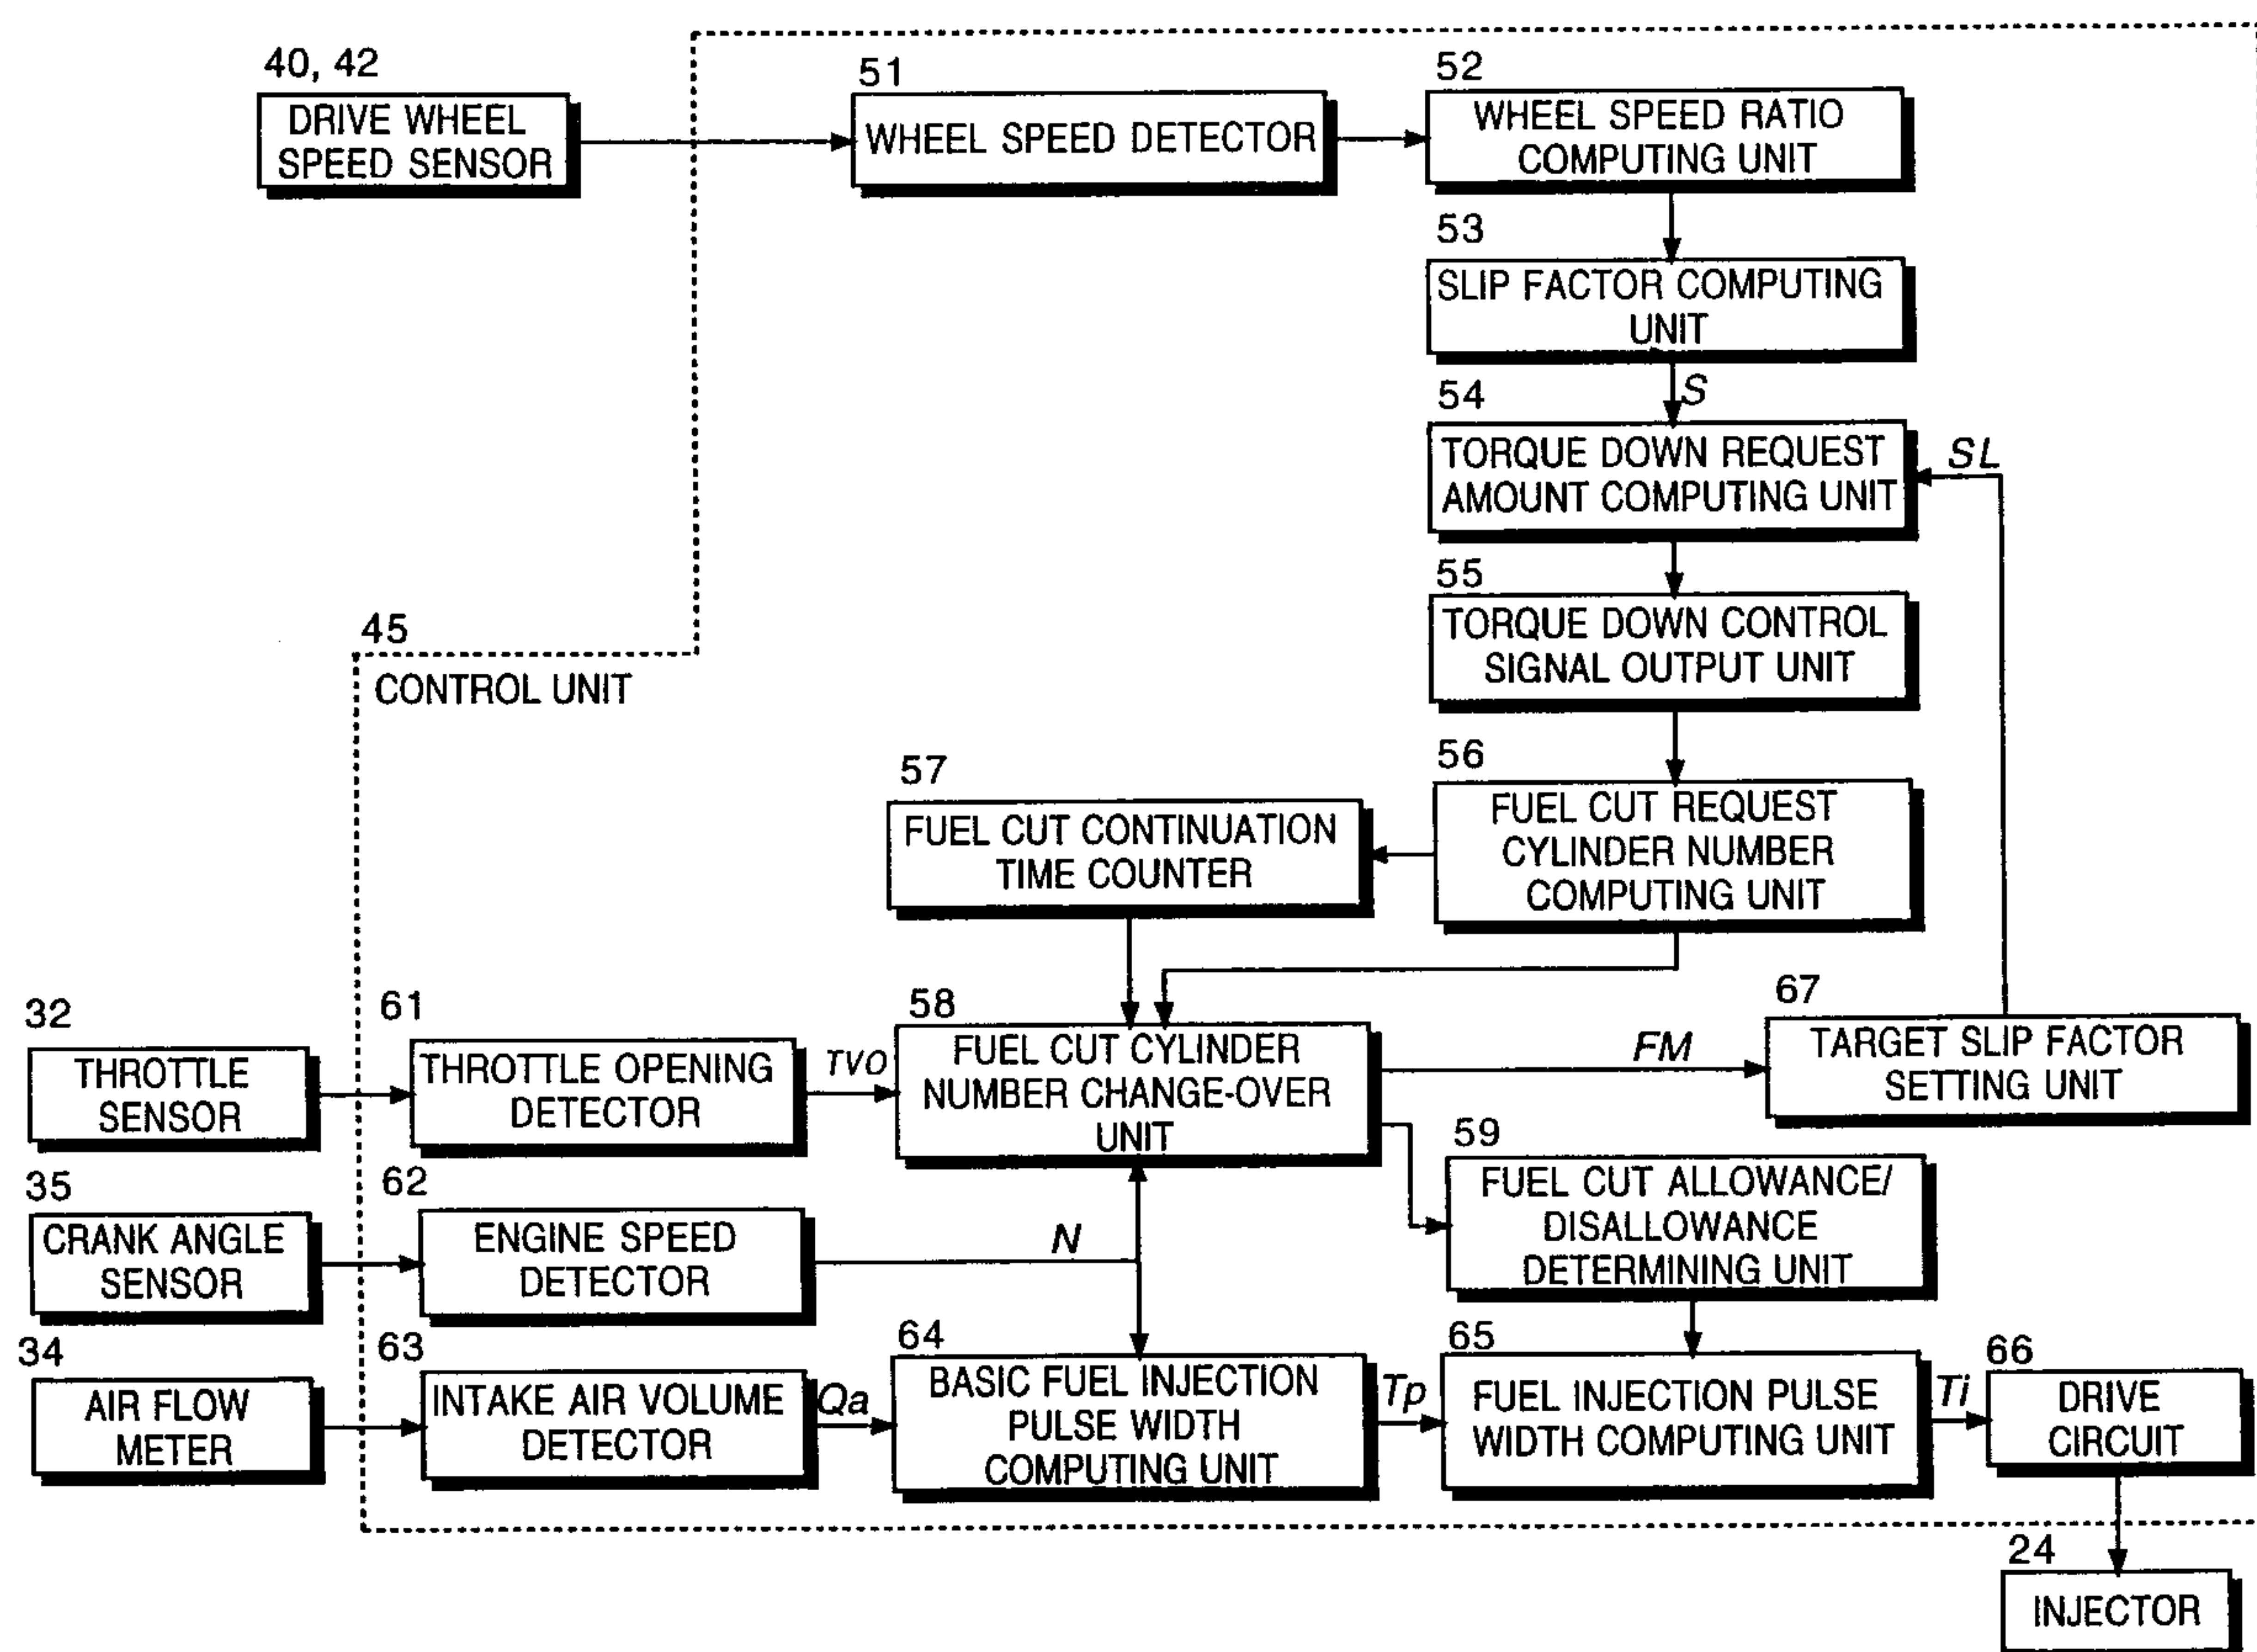 40, 42
DRIVE WHEEL
SPEED SENSOR
51
WHEEL SPEED DETECTOR
52
WHEEL SPEED RATIO
COMPUTING UNIT
53
SLIP FACTOR COMPUTING
UNIT
S
54
TORQUE DOWN REQUEST
AMOUNT COMPUTING UNIT
SL
55
TORQUE DOWN CONTROL
SIGNAL OUTPUT UNIT
45
CONTROL UNIT
56
FUEL CUT REQUEST
CYLINDER NUMBER
COMPUTING UNIT
57
FUEL CUT CONTINUATION
TIME COUNTER
32
THROTTLE
SENSOR
61
THROTTLE OPENING
DETECTOR
TVO
58
FUEL CUT CYLINDER
NUMBER CHANGE-OVER
UNIT
FM
67
TARGET SLIP FACTOR
SETTING UNIT
59
FUEL CUT ALLOWANCE/
DISALLOWANCE
DETERMINING UNIT
35
CRANK ANGLE
SENSOR
62
ENGINE SPEED
DETECTOR
N
34
AIR FLOW
METER
63
INTAKE AIR VOLUME
DETECTOR
Qa
64
BASIC FUEL INJECTION
PULSE WIDTH
COMPUTING UNIT
Tp
65
FUEL INJECTION PULSE
WIDTH COMPUTING UNIT
Ti
66
DRIVE
CIRCUIT
24
INJECTOR